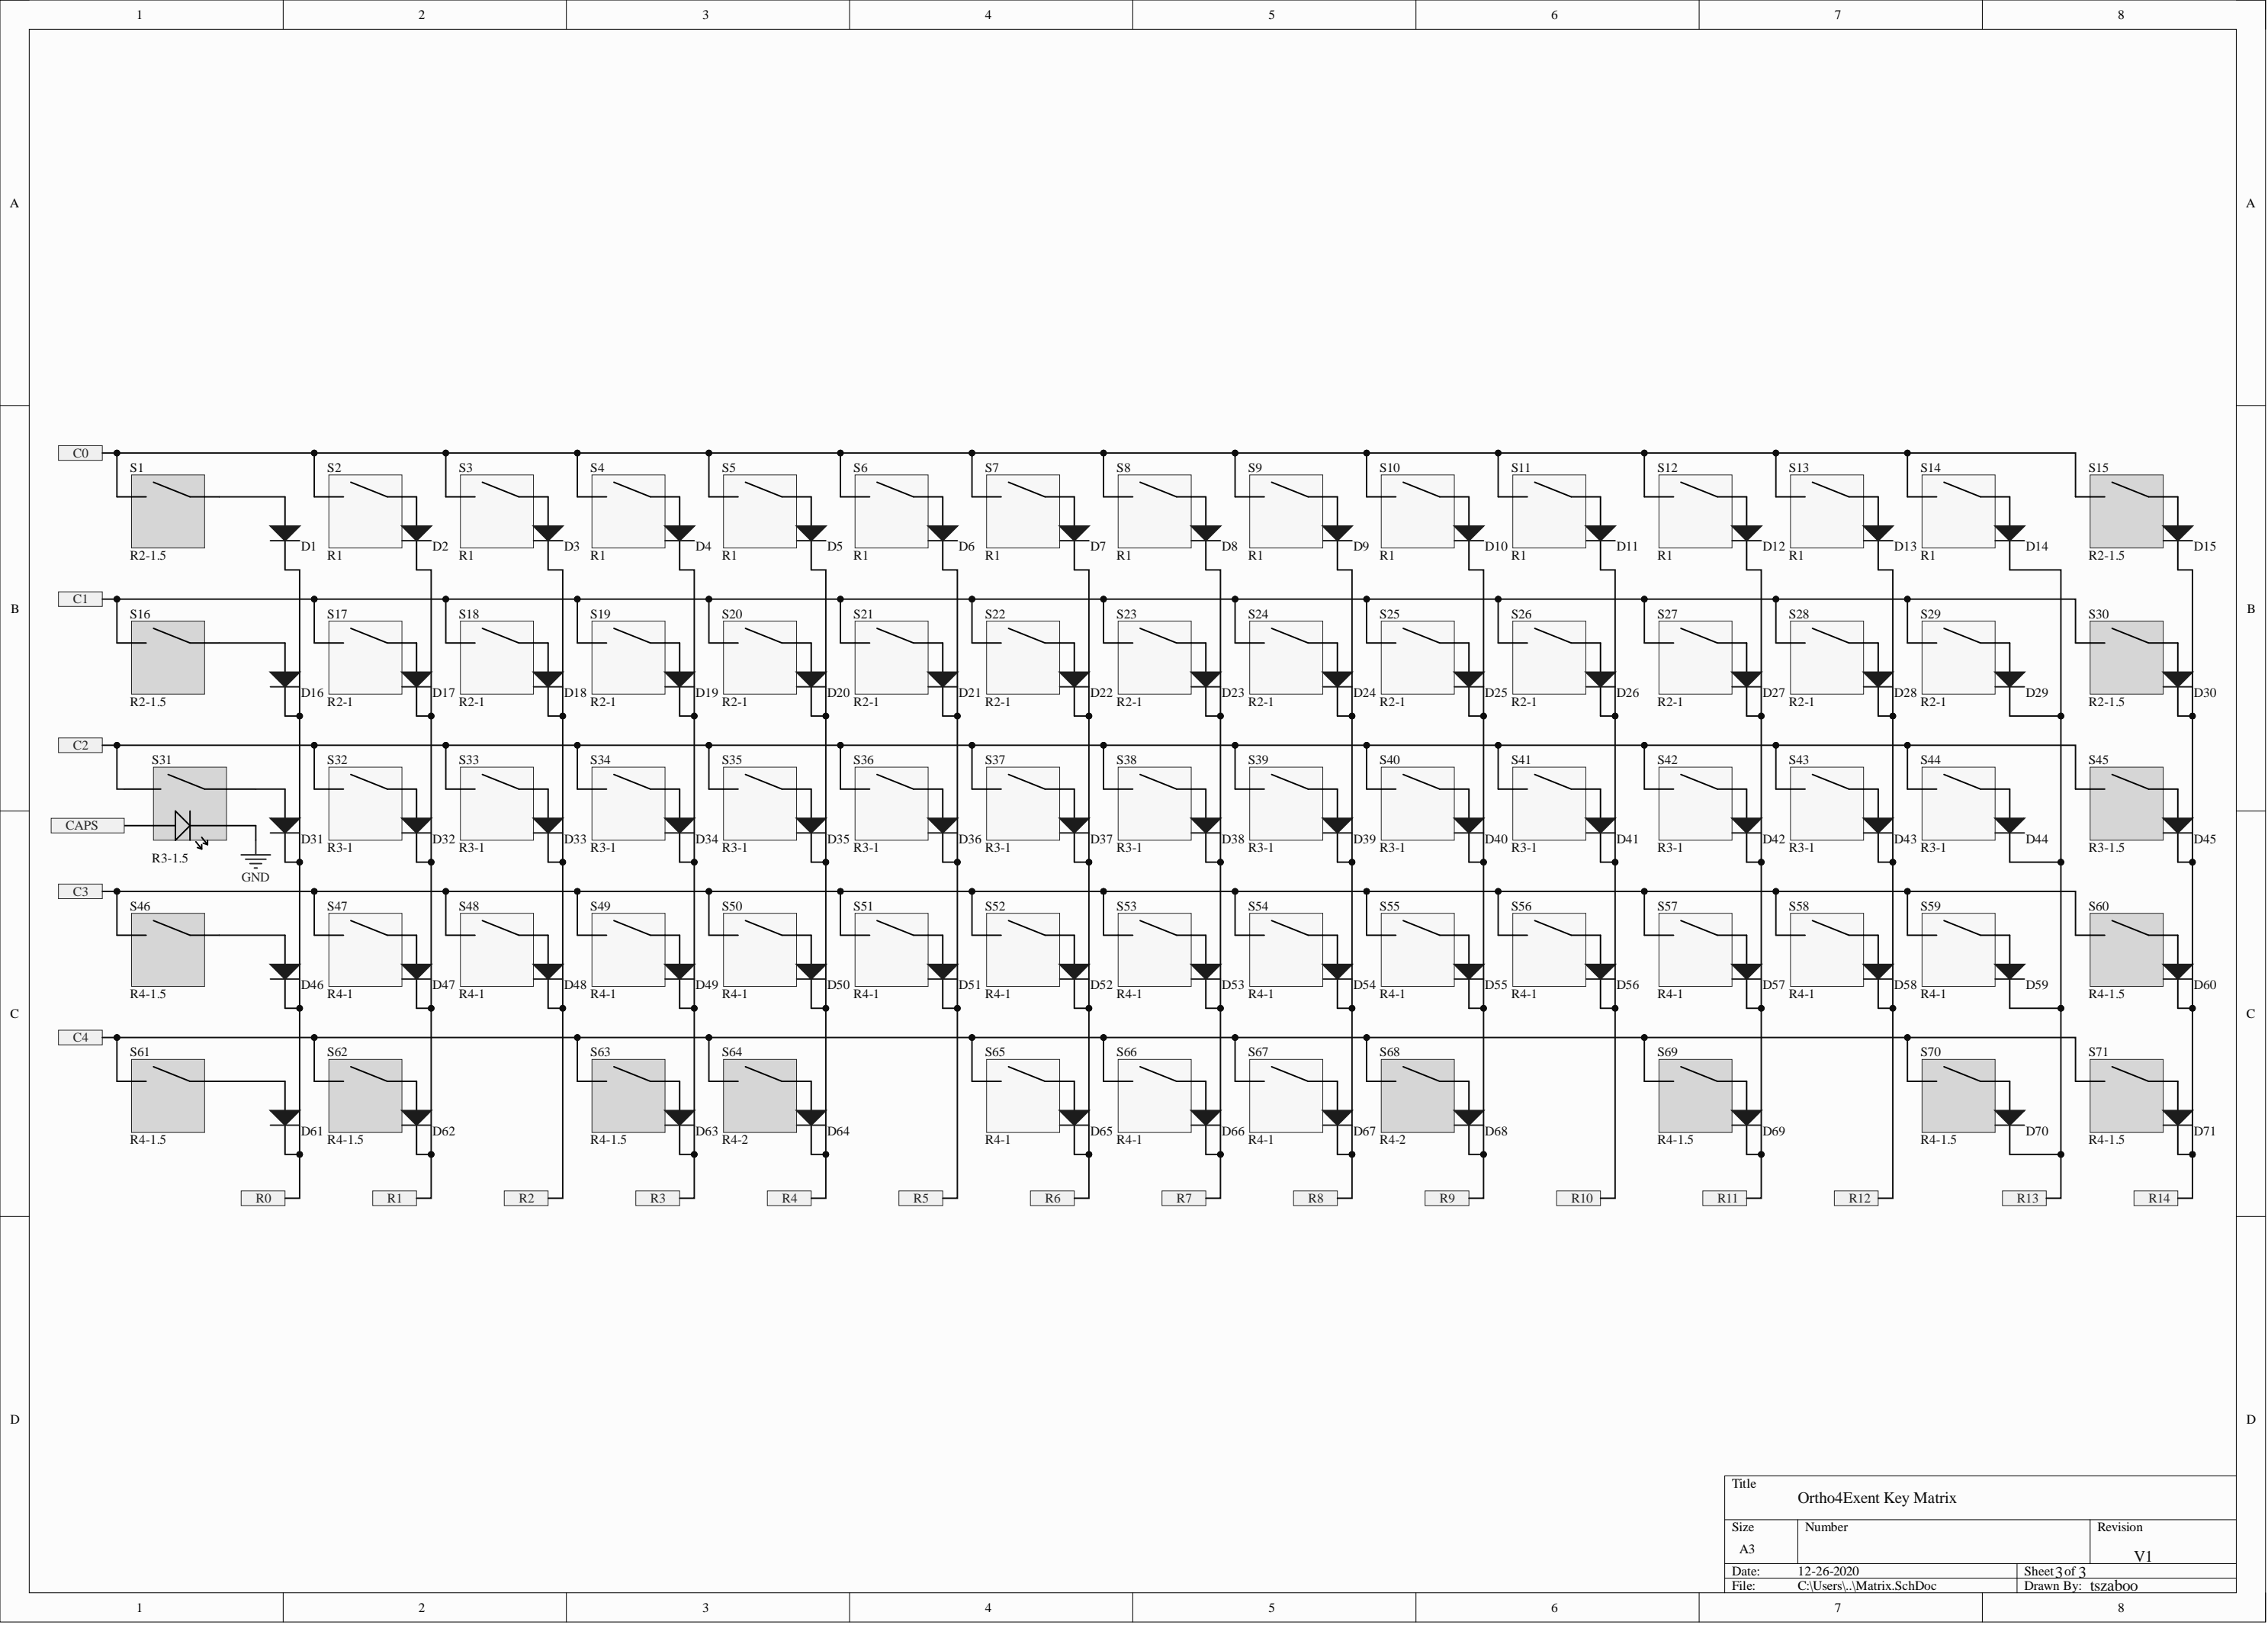 1 2 3 4 5 6 7 8
A A
C0
S1 S2 S3 S4 S5 S6 S7 S8 S9 S10 S11 S12 S13 S14 S15
D1 D2 D3 D4 D5 D6 D7 D8 D9 D10 D11 D12 D13 D14 D15
R2-1.5 R1 R1 R1 R1 R1 R1 R1 R1 R1 R1 R1 R1 R1 R2-1.5
C1
B B
S16 S17 S18 S19 S20 S21 S22 S23 S24 S25 S26 S27 S28 S29 S30
D16 D17 D18 D19 D20 D21 D22 D23 D24 D25 D26 D27 D28 D29 D30
R2-1.5 R2-1 R2-1 R2-1 R2-1 R2-1 R2-1 R2-1 R2-1 R2-1 R2-1 R2-1 R2-1 R2-1 R2-1.5
C2
S31 S32 S33 S34 S35 S36 S37 S38 S39 S40 S41 S42 S43 S44 S45
CAPS
D31 D32 D33 D34 D35 D36 D37 D38 D39 D40 D41 D42 D43 D44 D45
R3-1.5 R3-1 R3-1 R3-1 R3-1 R3-1 R3-1 R3-1 R3-1 R3-1 R3-1 R3-1 R3-1 R3-1 R3-1.5
GND
C3
S46 S47 S48 S49 S50 S51 S52 S53 S54 S55 S56 S57 S58 S59 S60
D46 D47 D48 D49 D50 D51 D52 D53 D54 D55 D56 D57 D58 D59 D60
R4-1.5 R4-1 R4-1 R4-1 R4-1 R4-1 R4-1 R4-1 R4-1 R4-1 R4-1 R4-1 R4-1 R4-1 R4-1.5
C C
C4
S61 S62 S63 S64 S65 S66 S67 S68 S69 S70 S71
D61 D62 D63 D64 D65 D66 D67 D68 D69 D70 D71
R4-1.5 R4-1.5 R4-1.5 R4-2 R4-1 R4-1 R4-1 R4-2 R4-1.5 R4-1.5 R4-1.5
R0 R1 R2 R3 R4 R5 R6 R7 R8 R9 R10 R11 R12 R13 R14
D D
Title
Ortho4Exent Key Matrix
Size Number Revision
A3 V1
Date: 12-26-2020 Sheet 3 of 3
File: C:\Users\..\Matrix.SchDoc Drawn By: tszaboo
1 2 3 4 5 6 7 8